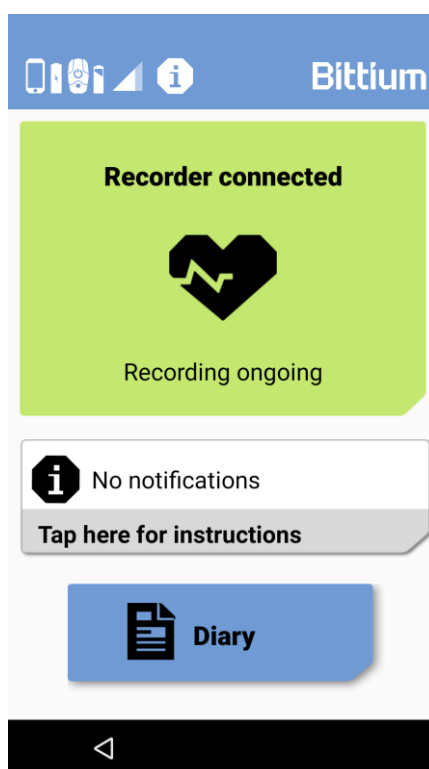 Bittium
Recorder connected
Recording ongoing
No notifications
Tap here for instructions
Diary